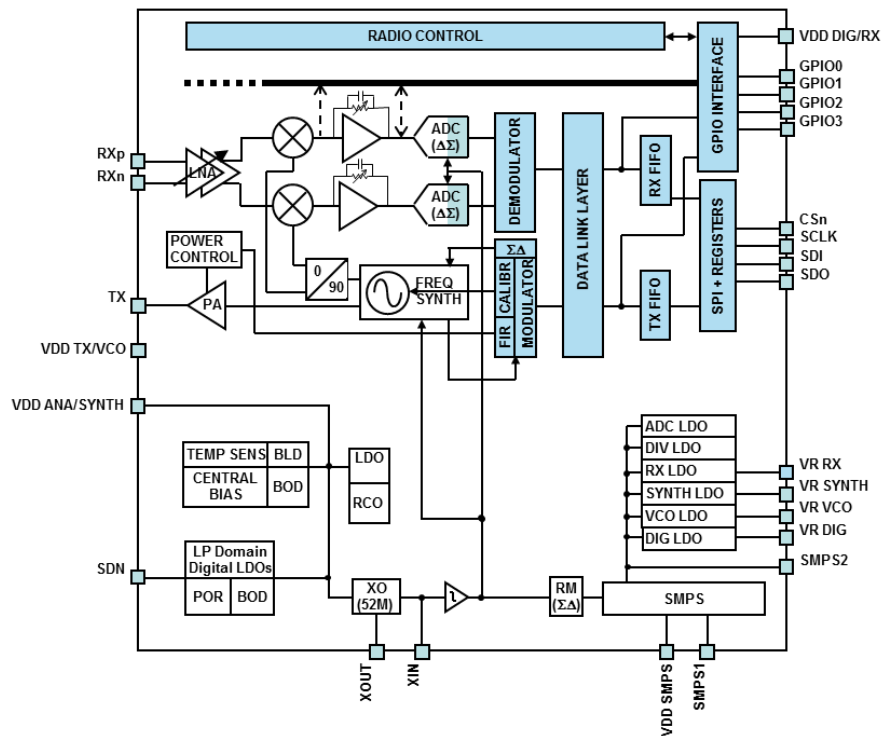 RADIO CONTROL
VDD DIG/RX
GPIO INTERFACE
GPIO0
GPIO1
GPIO2
GPIO3
RXp
RXn
LNA
ADC
(ΔΣ)
ADC
(ΔΣ)
DEMODULATOR
DATA LINK LAYER
RX FIFO
SPI + REGISTERS
CSn
SCLK
SDI
SDO
POWER
CONTROL
0
90
FREQ
SYNTH
ΣΔ
CALIBR
FIR
MODULATOR
TX FIFO
TX
PA
VDD TX/VCO
VDD ANA/SYNTH
TEMP SENS
BLD
CENTRAL
BIAS
BOD
LDO
RCO
ADC LDO
DIV LDO
RX LDO
SYNTH LDO
VCO LDO
DIG LDO
VR RX
VR SYNTH
VR VCO
VR DIG
SMPS2
SDN
LP Domain
Digital LDOs
POR
BOD
XO
(52M)
RM
(ΣΔ)
SMPS
XOUT
XIN
VDD SMPS
SMPS1